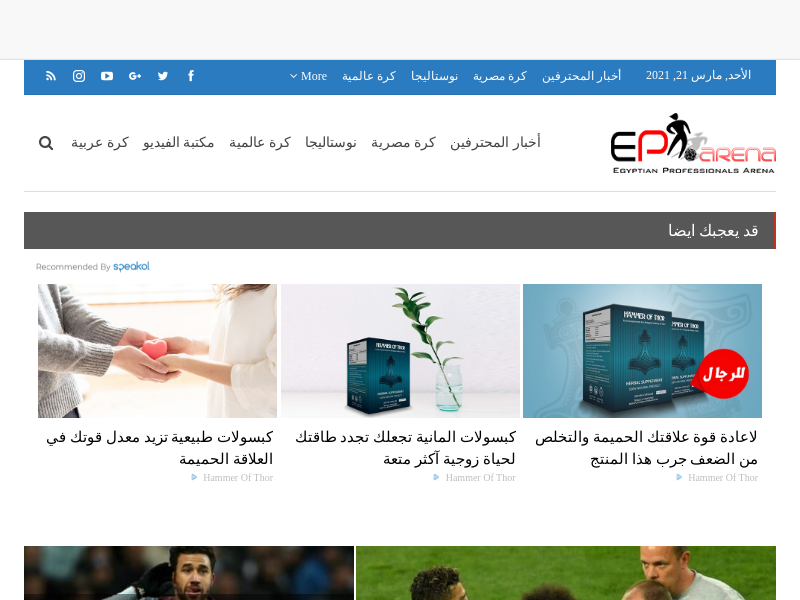 الأحد, مارس 21, 2021
أخبار المحترفين
كرة مصرية
نوستاليجا
كرة عالمية
More
EP ARENA
EGYPTIAN PROFESSIONALS ARENA
أخبار المحترفين
كرة مصرية
نوستاليجا
كرة عالمية
مكتبة الفيديو
كرة عربية
قد يعجبك ايضا
Recommended By speakol
HAMMER OF THOR
HAMMER OF THOR
للرجال
HAMMER OF THOR
لاعادة قوة علاقتك الحميمة والتخلص
من الضعف جرب هذا المنتج
Hammer Of Thor
كبسولات المانية تجعلك تجدد طاقتك
لحياة زوجية أكثر متعة
Hammer Of Thor
كبسولات طبيعية تزيد معدل قوتك في
العلاقة الحميمة
Hammer Of Thor